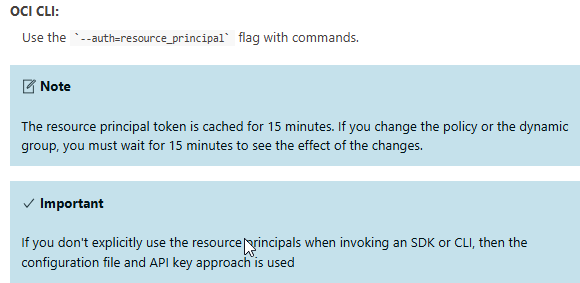 OCI CLI:
Use the `--auth=resource_principal` flag with commands.
Note
The resource principal token is cached for 15 minutes. If you change the policy or the dynamic
group, you must wait for 15 minutes to see the effect of the changes.
Important
If you don't explicitly use the resource principals when invoking an SDK or CLI, then the
configuration file and API key approach is used